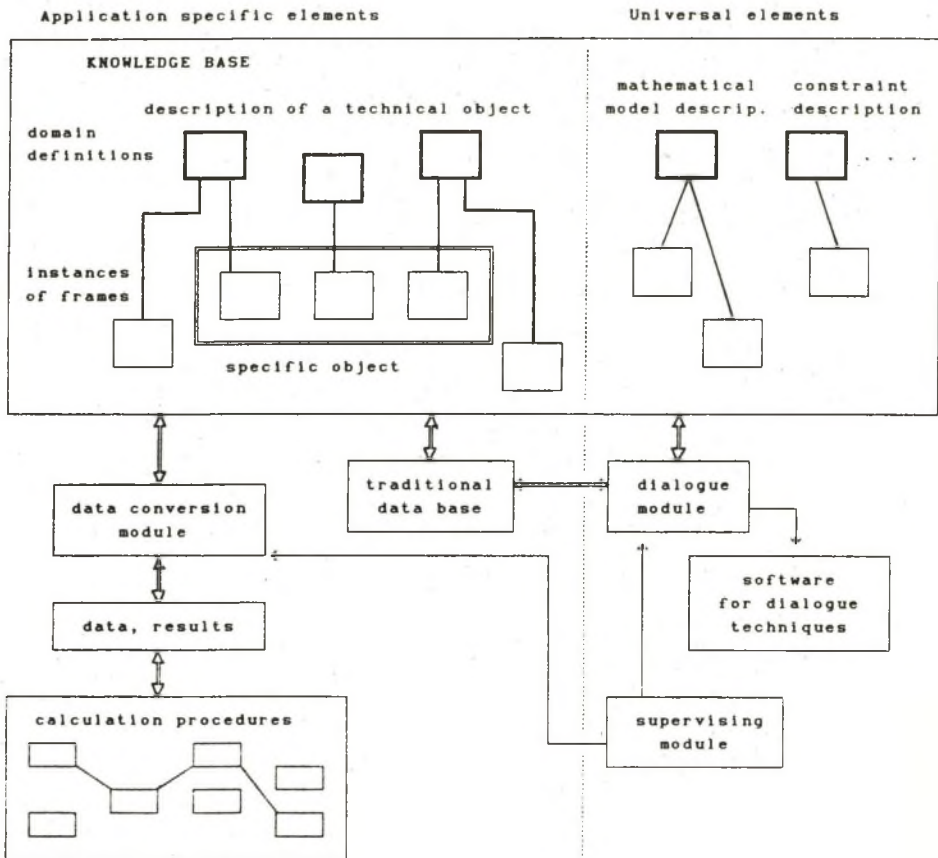 Application specific elements
Universal elements
KNOWLEDGE BASE
description of a technical object
mathematical
model descrip.
constraint
description
domain
definitions
. . .
instances
of frames
specific object
data conversion
module
traditional
data base
dialogue
module
software
for dialogue
techniques
data, results
calculation procedures
supervising
module